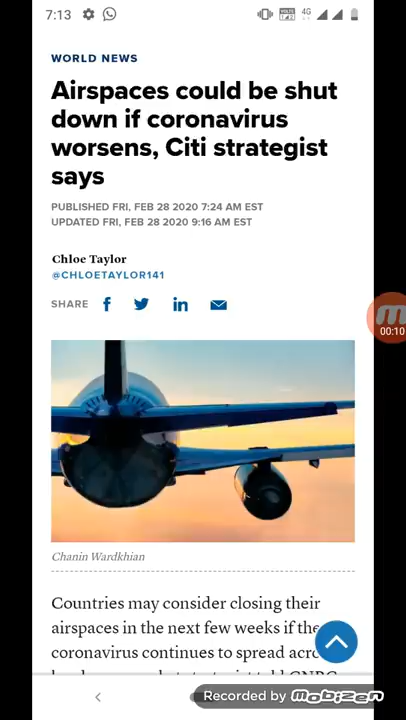 7:13
4G
WORLD NEWS
Airspaces could be shut
down if coronavirus
worsens, Citi strategist
says
PUBLISHED FRI, FEB 28 2020 7:24 AM EST
UPDATED FRI, FEB 28 2020 9:16 AM EST
Chloe Taylor
@CHLOETAYLOR141
SHARE
00:10
Chanin Wardkhian
Countries may consider closing their
airspaces in the next few weeks if the
coronavirus continues to spread
Recorded by MOBIZEN